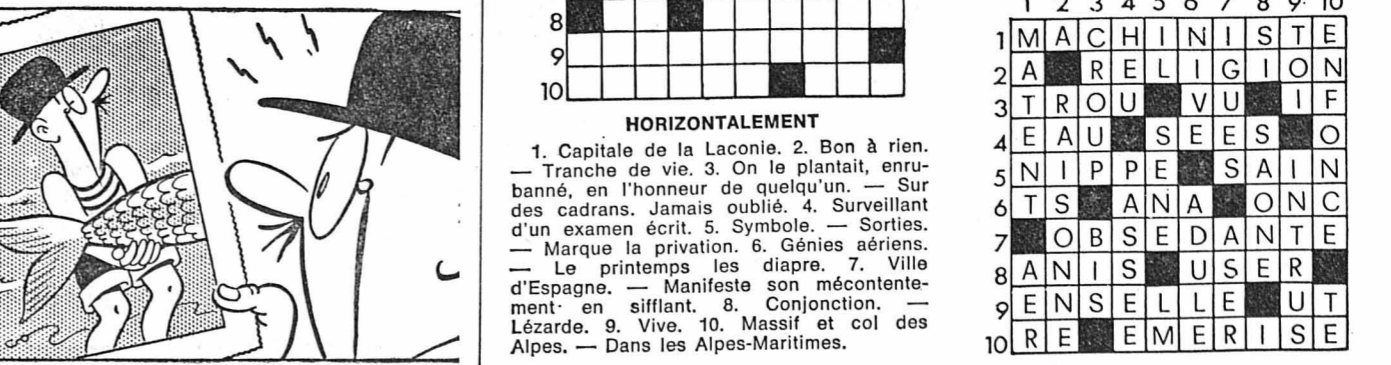 8
9
10
HORIZONTALEMENT
1. Capitale de la Laconie. 2. Bon à rien.
— Tranche de vie. 3. On le plantait, enru-
banné, en l'honneur de quelqu'un. — Sur
des cadrans. Jamais oublié. 4. Surveillant
d'un examen écrit. 5. Symbole. — Sorties.
— Marque la privation. 6. Génies aériens.
— Le printemps les diapre. 7. Ville
d'Espagne. — Manifeste son mécontente-
ment en sifflant. 8. Conjonction. —
Lézarde. 9. Vive. 10. Massif et col des
Alpes. — Dans les Alpes-Maritimes.
1 2 3 4 5 6 7 8 9 10
1 M A C H I N I S T E
2 A R E L I G I O N
3 T R O U V U I F
4 E A U S E E S O
5 N I P P E S A I N
6 T S A N A O N C
7 O B S E D A N T E
8 A N I S U S E R
9 E N S E L L E U T
10 R E E M E R I S E